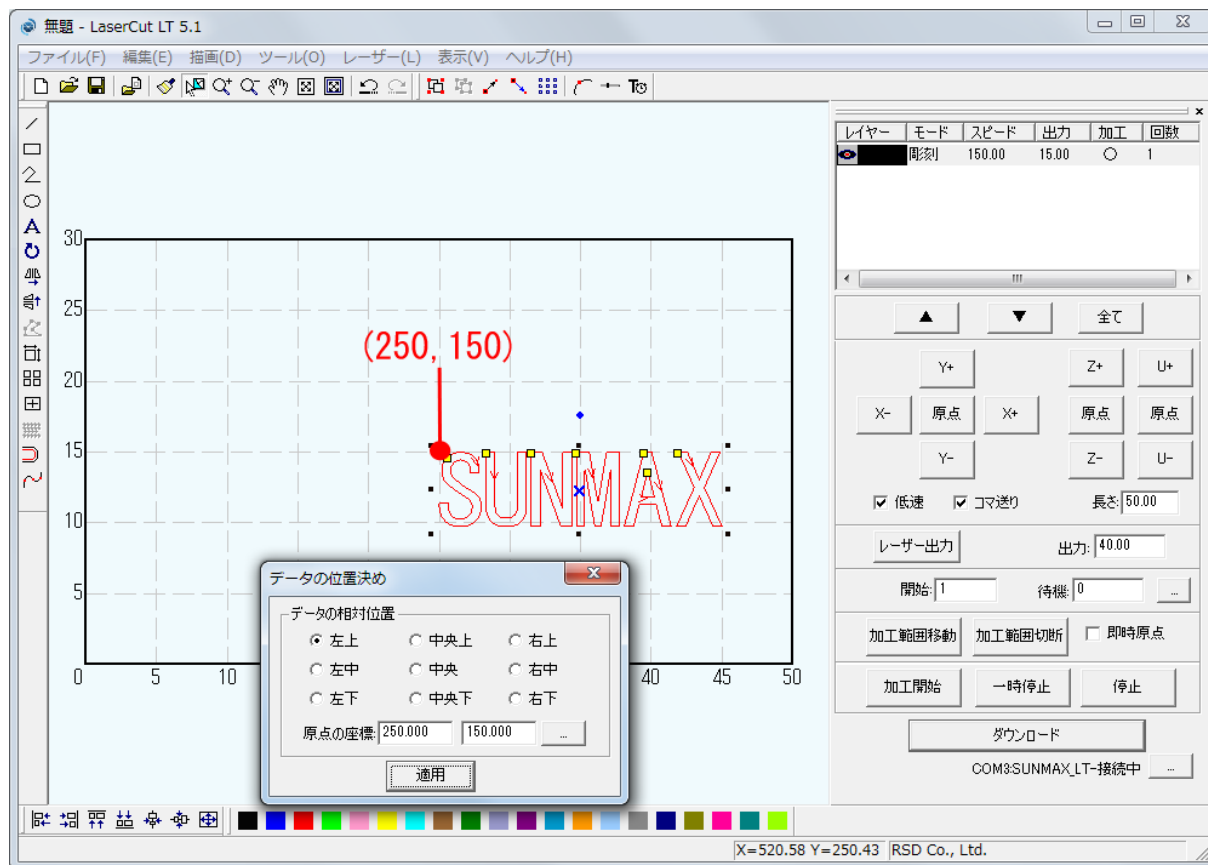 無題 - LaserCut LT 5.1
ファイル(F) 編集(E) 描画(D) ツール(O) レーザー(L) 表示(V) ヘルプ(H)
レイヤー モード スピード 出力 加工 回数
彫刻 150.00 15.00 ○ 1
30
25
20
15
10
5
0 5 10 40 45 50
(250, 150)
SUNMAX
データの位置決め
データの相対位置
左上 中央上 右上
左中 中央 右中
左下 中央下 右下
原点の座標: 250.000 150.000 ...
適用
▲ ▼ 全て
Y+ Z+ U+
X- 原点 X+ 原点 原点
Y- Z- U-
低速 コマ送り 長さ: 50.00
レーザー出力 出力: 40.00
開始: 1 待機: 0 ...
加工範囲移動 加工範囲切断 即時原点
加工開始 一時停止 停止
ダウンロード
COM3:SUNMAX_LT-接続中 ...
X=520.58 Y=250.43 RSD Co., Ltd.